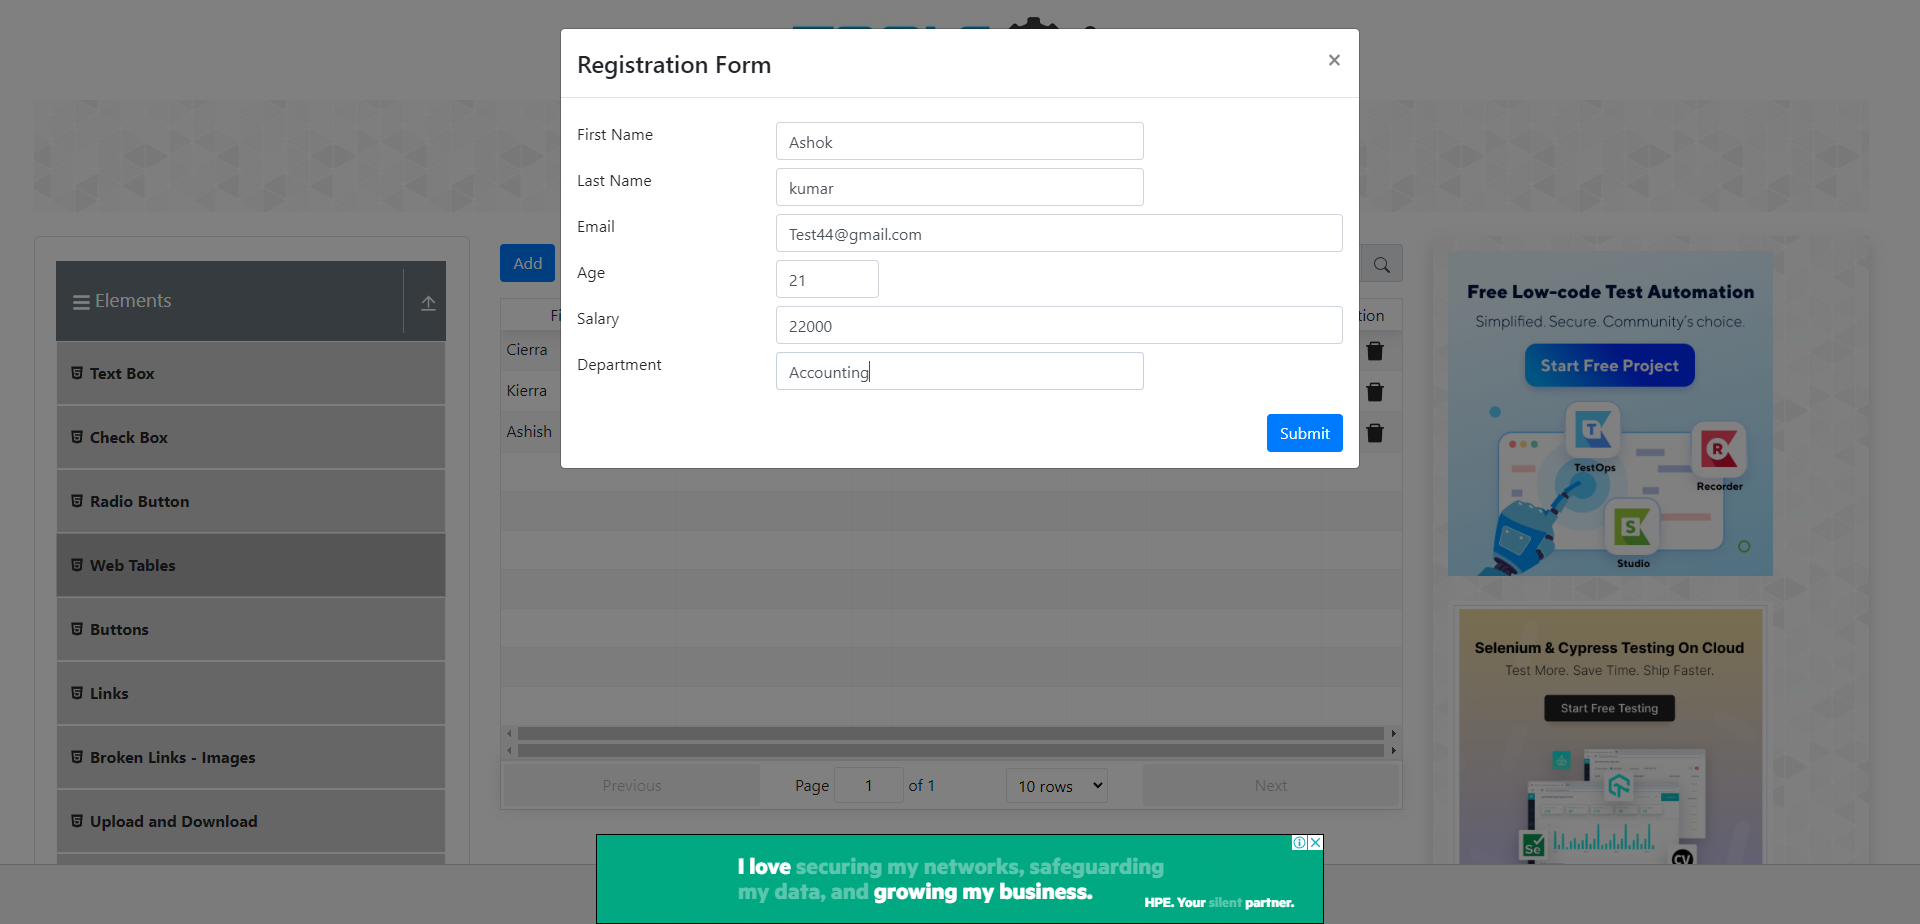 Registration Form
×
First Name
Ashok
Last Name
kumar
Email
Test44@gmail.com
Age
21
Salary
22000
Department
Accounting
Submit
Elements
Text Box
Check Box
Radio Button
Web Tables
Buttons
Links
Broken Links - Images
Upload and Download
Add
Fi
tion
Cierra
Kierra
Ashish
Previous
Page 1 of 1
10 rows
Next
Free Low-code Test Automation
Simplified. Secure. Community's choice.
Start Free Project
T
TestOps
R
Recorder
S
Studio
Selenium & Cypress Testing On Cloud
Test More. Save Time. Ship Faster.
Start Free Testing
Se
CV
I love securing my networks, safeguarding
my data, and growing my business.
HPE. Your silent partner.